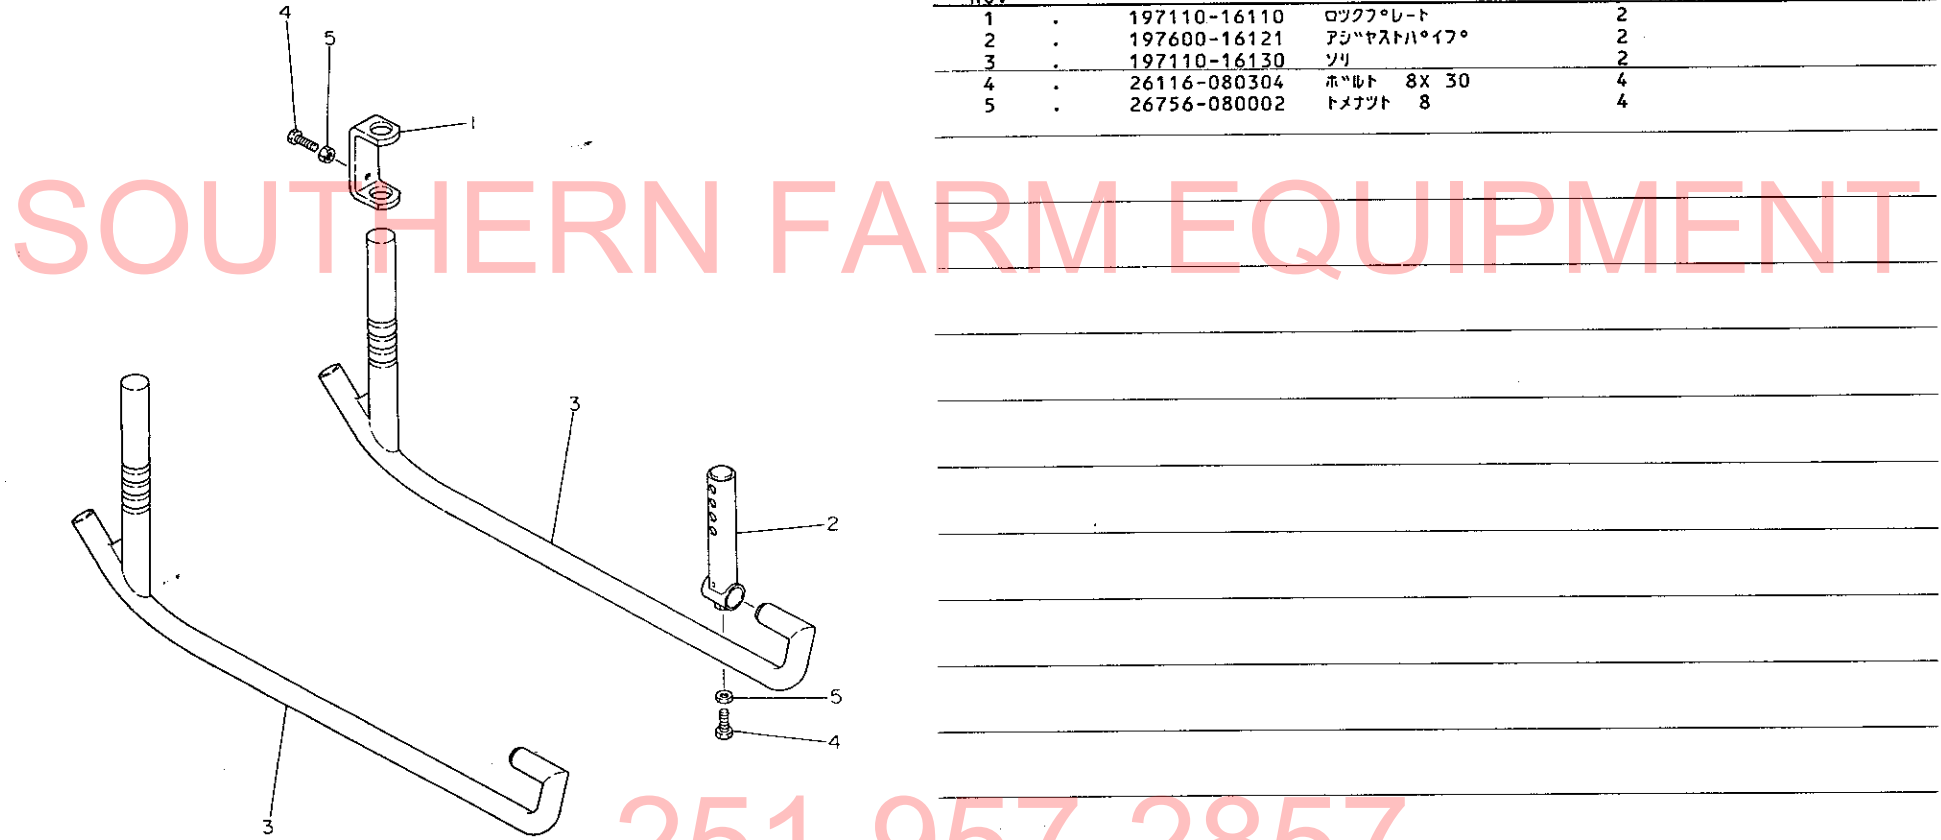 1 . 197110-16110 ロツクプレート 2
2 . 197600-16121 アジヤストパイプ 2
3 . 197110-16130 ソリ 2
4 . 26116-080304 ボルト 8X 30 4
5 . 26756-080002 トメナツト 8 4
4
5
1
SOUTHERN FARM EQUIPMENT
3
2
5
4
3
251 957 2857